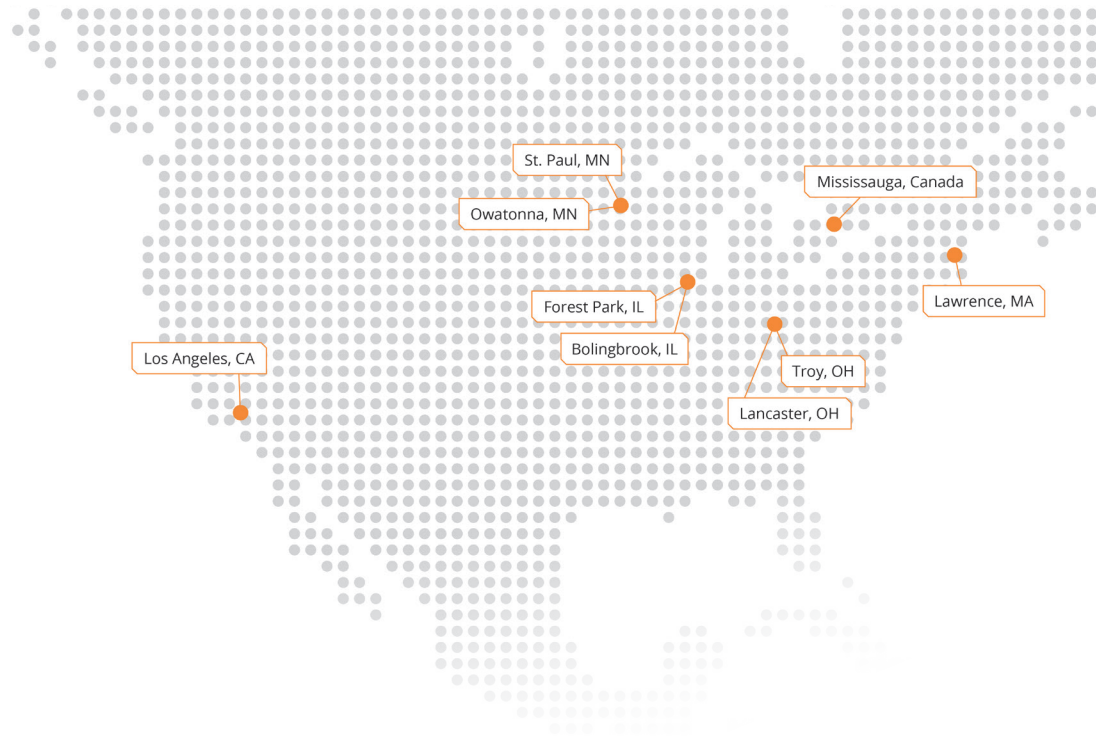 St. Paul, MN
Mississauga, Canada
Owatonna, MN
Lawrence, MA
Forest Park, IL
Bolingbrook, IL
Los Angeles, CA
Troy, OH
Lancaster, OH